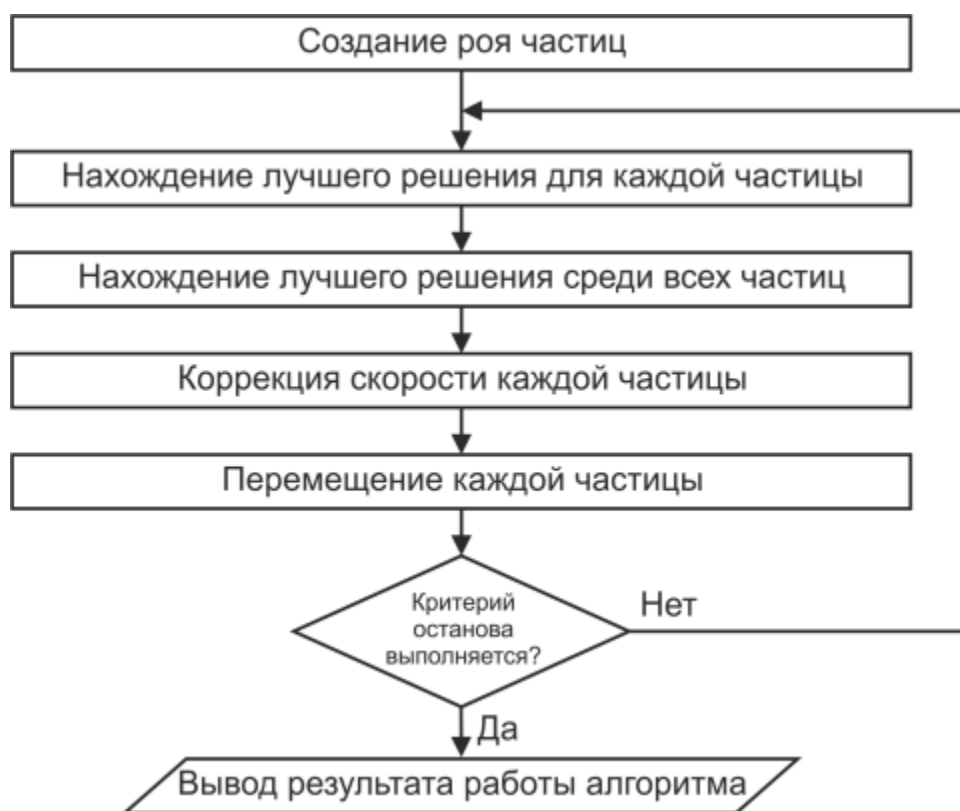 Создание роя частиц
Нахождение лучшего решения для каждой частицы
Нахождение лучшего решения среди всех частиц
Коррекция скорости каждой частицы
Перемещение каждой частицы
Критерий
останова
выполняется?
Нет
Да
Вывод результата работы алгоритма